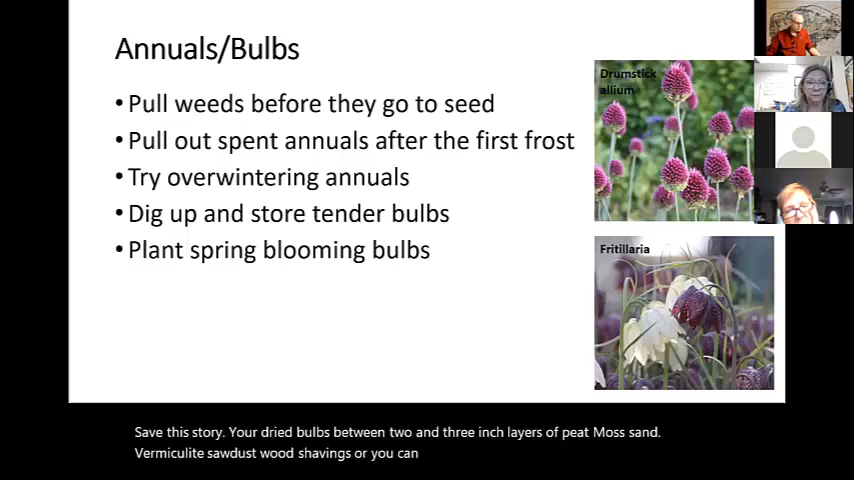 Annuals/Bulbs
• Pull weeds before they go to seed
• Pull out spent annuals after the first frost
• Try overwintering annuals
• Dig up and store tender bulbs
• Plant spring blooming bulbs
Drumstick
allium
Fritillaria
Save this story. Your dried bulbs between two and three inch layers of peat Moss sand.
Vermiculite sawdust wood shavings or you can